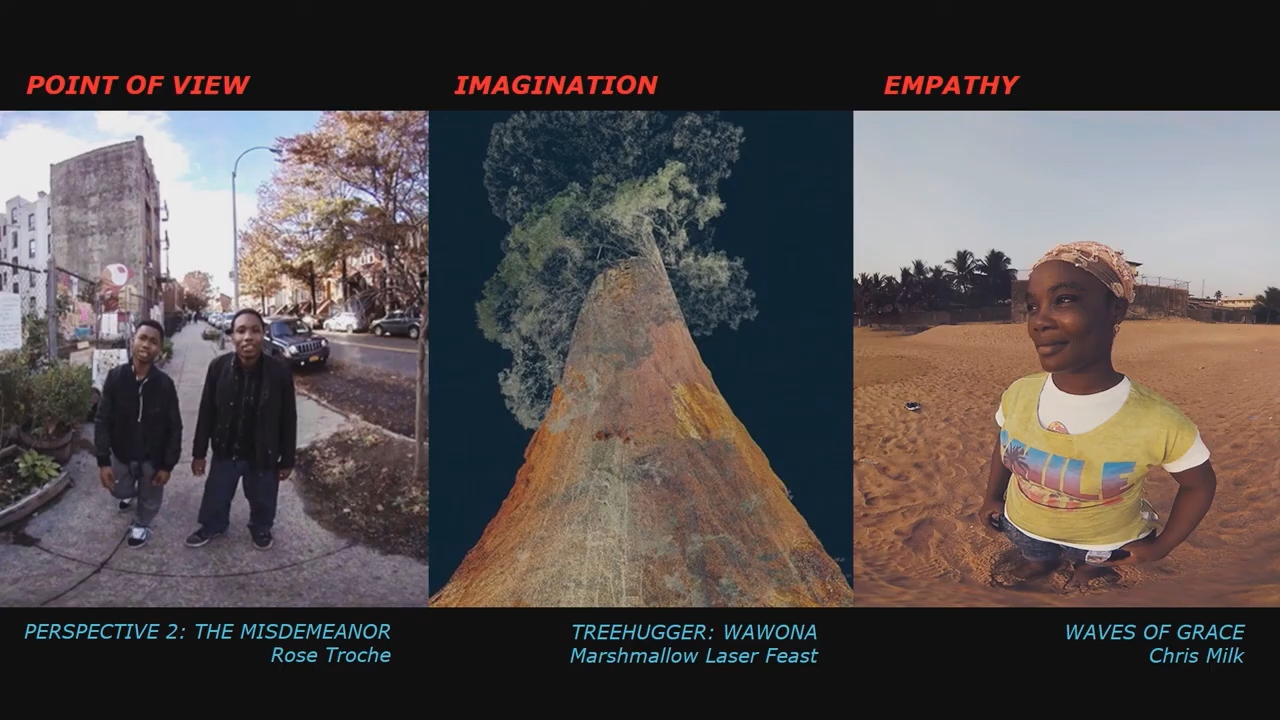 POINT OF VIEW
IMAGINATION
EMPATHY
PERSPECTIVE 2: THE MISDEMEANOR
Rose Troche
TREEHUGGER: WAWONA
Marshmallow Laser Feast
WAVES OF GRACE
Chris Milk